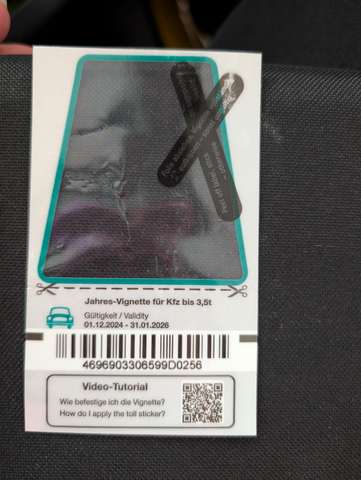 Jahres-Vignette für Kfz bis 3,5t
Gültigkeit / Validity
01.12.2024 - 31.01.2026
4696903306599D0256
Video-Tutorial
Wie befestige ich die Vignette?
How do I apply the toll sticker?